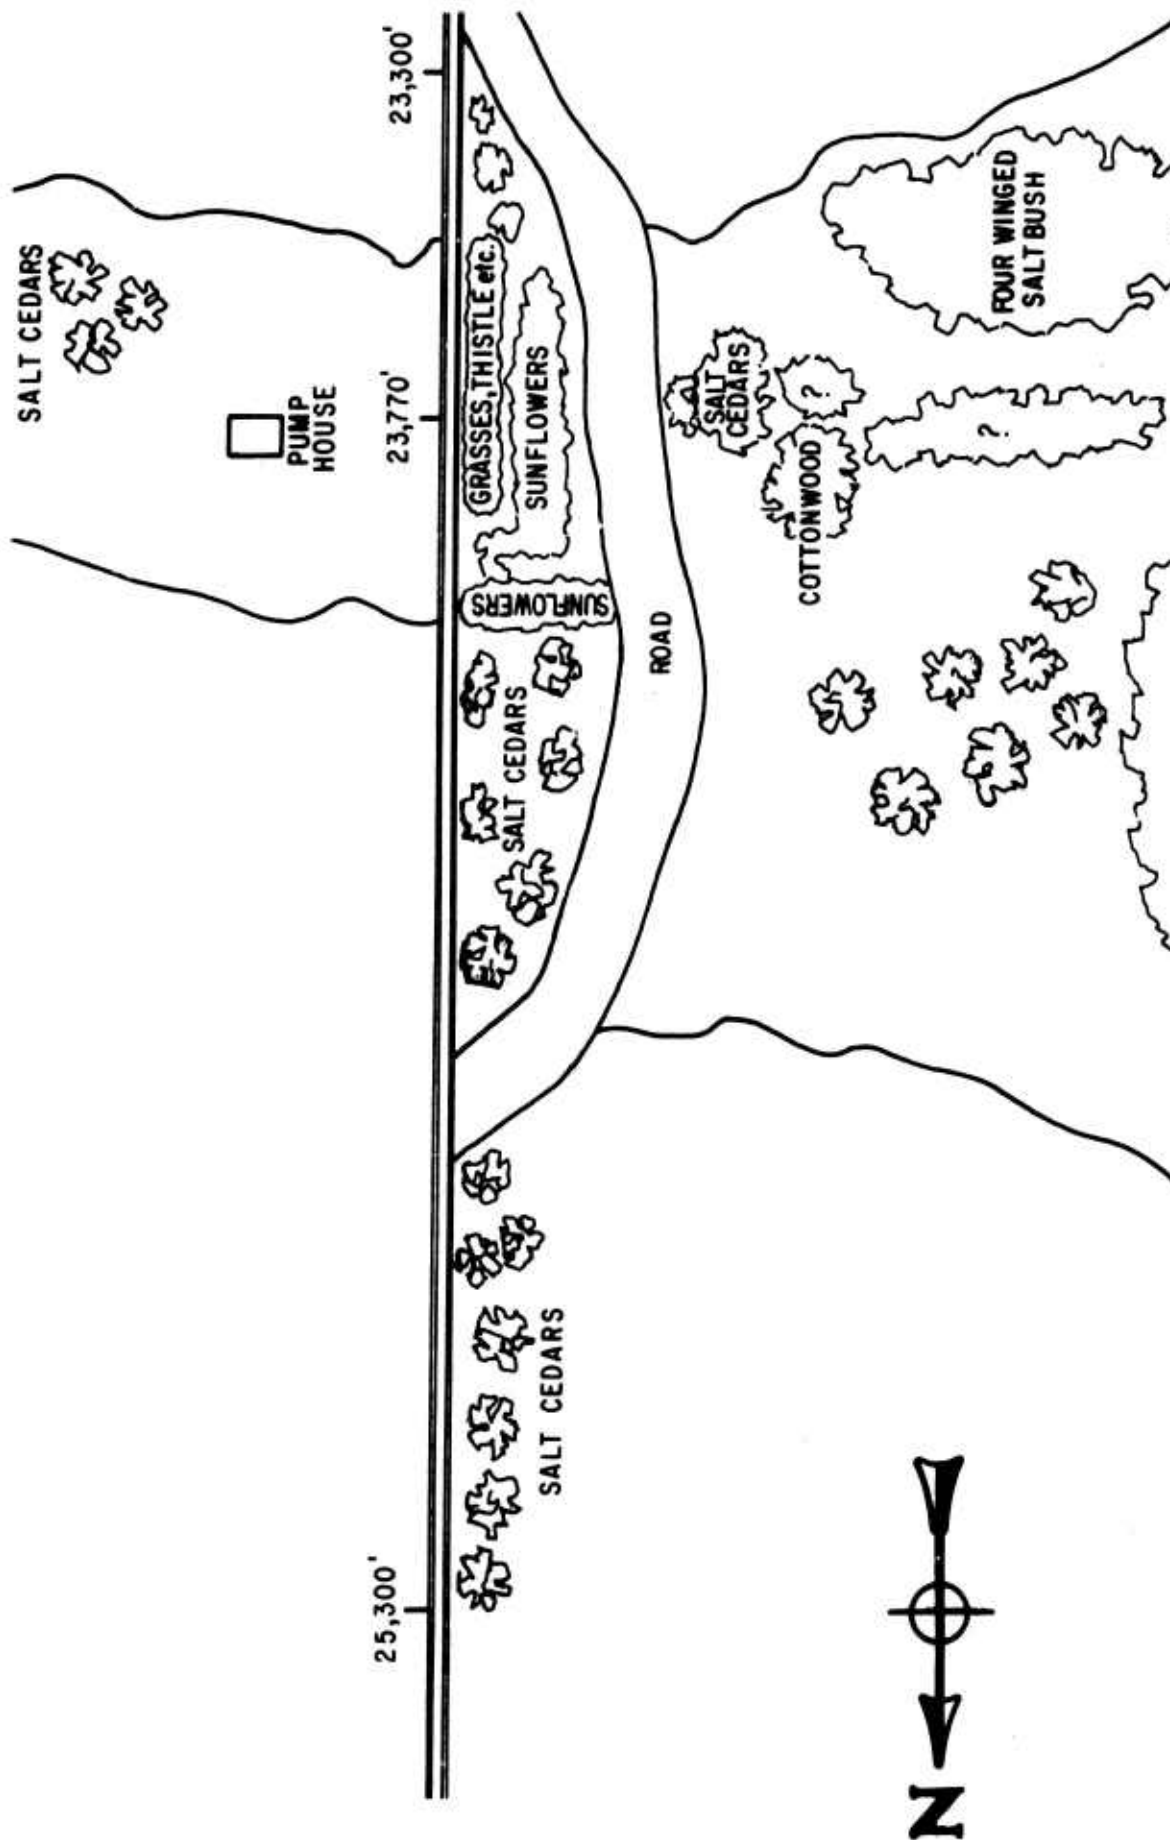 SALT CEDARS
PUMP
HOUSE
23,300'
23,770'
25,300'
GRASSES, THISTLE etc.
SUNFLOWERS
SUNFLOWERS
SALT CEDARS
SALT CEDARS
ROAD
SALT
CEDARS
?
COTTONWOOD
?
FOUR WINGED
SALT BUSH
N